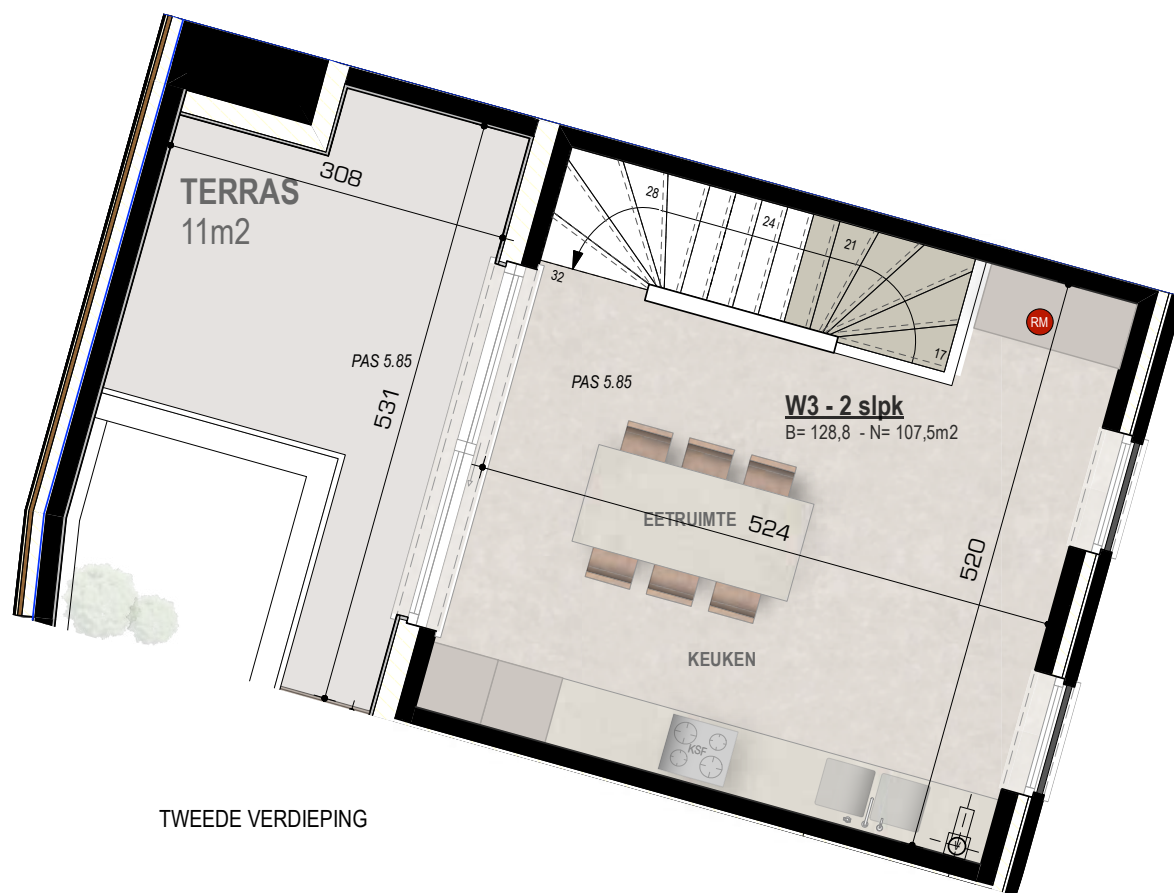 308
TERRAS
11m2
28
24
21
32
17
RM
PAS 5.85
531
PAS 5.85
W3 - 2 slpk
B= 128,8 - N= 107,5m2
EETRUIMTE
524
520
KEUKEN
KSF
TWEEDE VERDIEPING